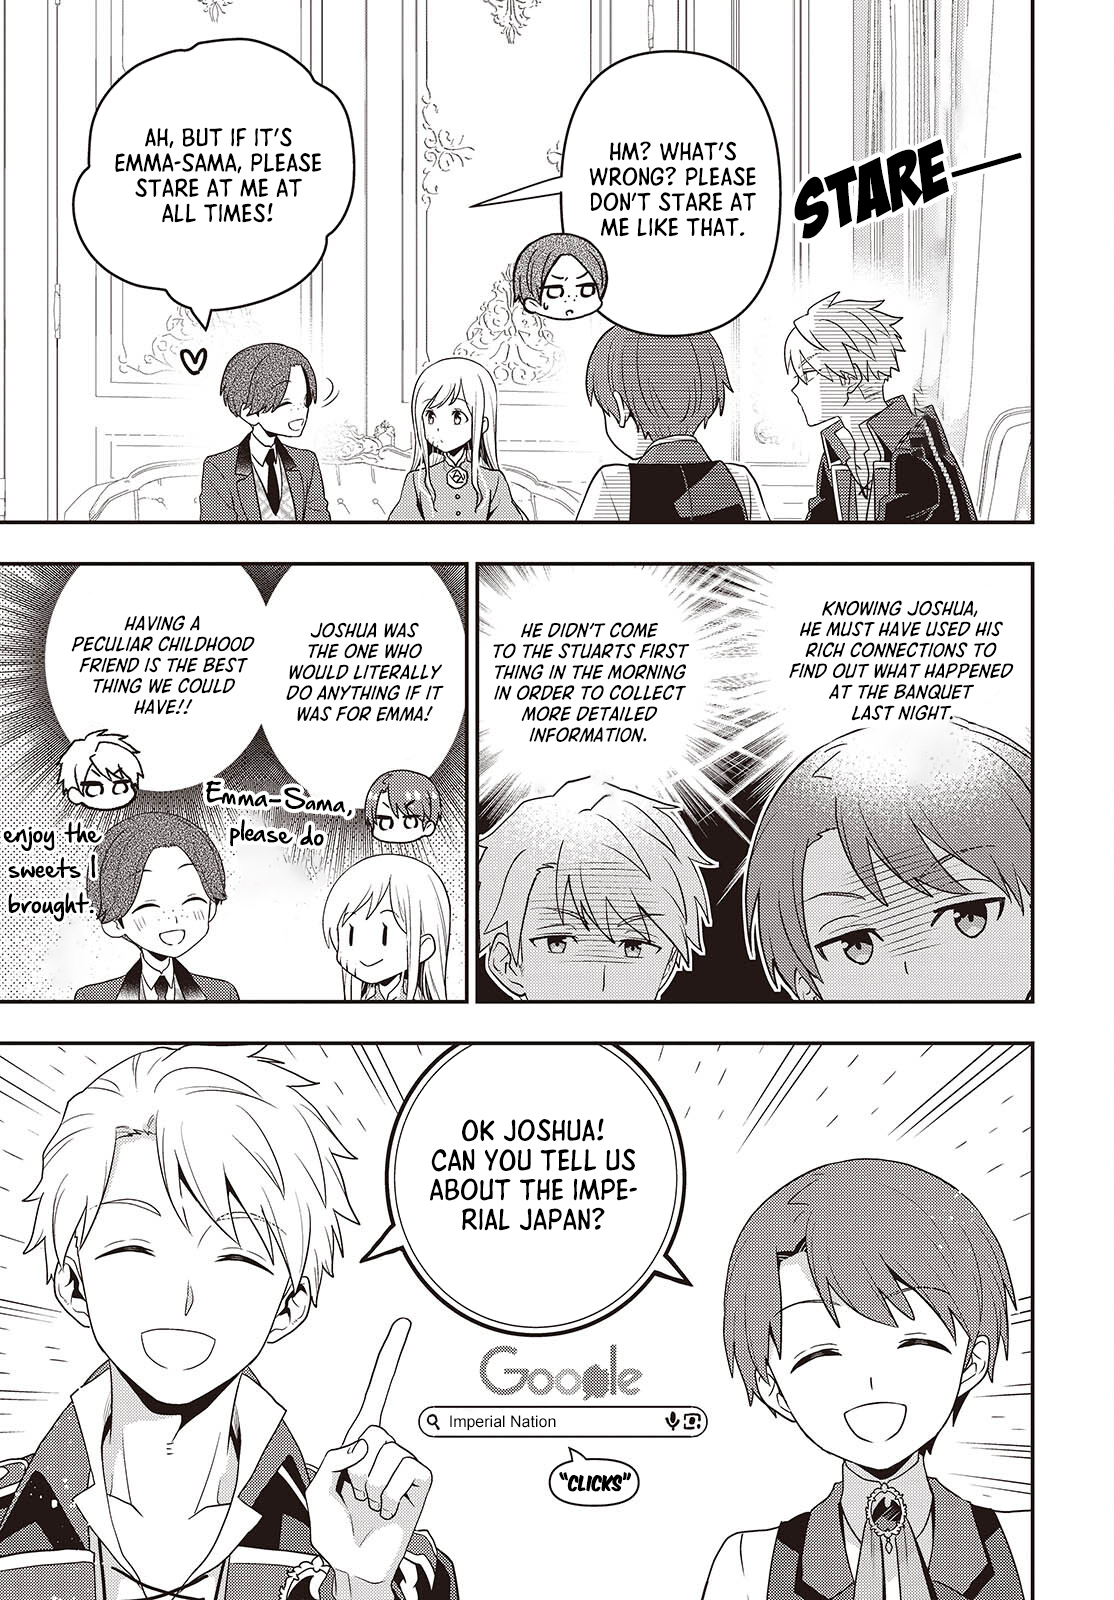 STARE
HM? WHAT'S
WRONG? PLEASE
DON'T STARE AT
ME LIKE THAT.
AH, BUT IF IT'S
EMMA-SAMA, PLEASE
STARE AT ME AT
ALL TIMES!
KNOWING JOSHUA,
HE MUST HAVE USED HIS
RICH CONNECTIONS TO
FIND OUT WHAT HAPPENED
AT THE BANQUET
LAST NIGHT.
HE DIDN'T COME
TO THE STUARTS FIRST
THING IN THE MORNING
IN ORDER TO COLLECT
MORE DETAILED
INFORMATION.
JOSHUA WAS
THE ONE WHO
WOULD LITERALLY
DO ANYTHING IF IT
WAS FOR EMMA!
HAVING A
PECULIAR CHILDHOOD
FRIEND IS THE BEST
THING WE COULD
HAVE!!
Emma-Sama,
please do
enjoy the
sweets I
brought.
OK JOSHUA!
CAN YOU TELL US
ABOUT THE IMPE-
RIAL JAPAN?
Google
Imperial Nation
"CLICKS"